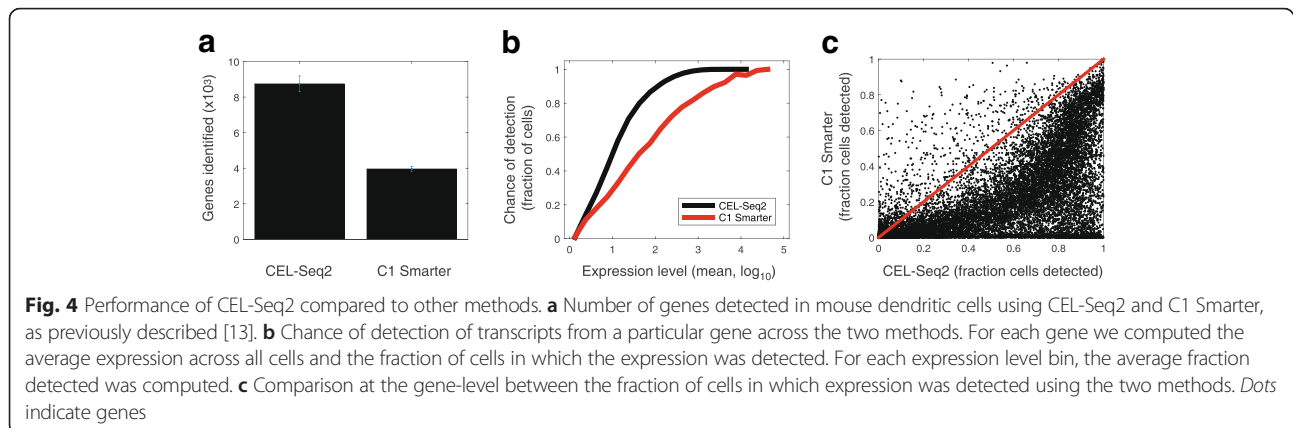 a
Genes identified (x10³)
10
8
6
4
2
0
CEL-Seq2
C1 Smarter
b
Chance of detection
(fraction of cells)
1
0.8
0.6
0.4
0.2
0
CEL-Seq2
C1 Smarter
0 1 2 3 4 5
Expression level (mean, log₁₀)
c
C1 Smarter
(fraction cells detected)
1
0.8
0.6
0.4
0.2
0
0 0.2 0.4 0.6 0.8 1
CEL-Seq2 (fraction cells detected)
Fig. 4 Performance of CEL-Seq2 compared to other methods. a Number of genes detected in mouse dendritic cells using CEL-Seq2 and C1 Smarter,
as previously described [13]. b Chance of detection of transcripts from a particular gene across the two methods. For each gene we computed the
average expression across all cells and the fraction of cells in which the expression was detected. For each expression level bin, the average fraction
detected was computed. c Comparison at the gene-level between the fraction of cells in which expression was detected using the two methods. Dots
indicate genes